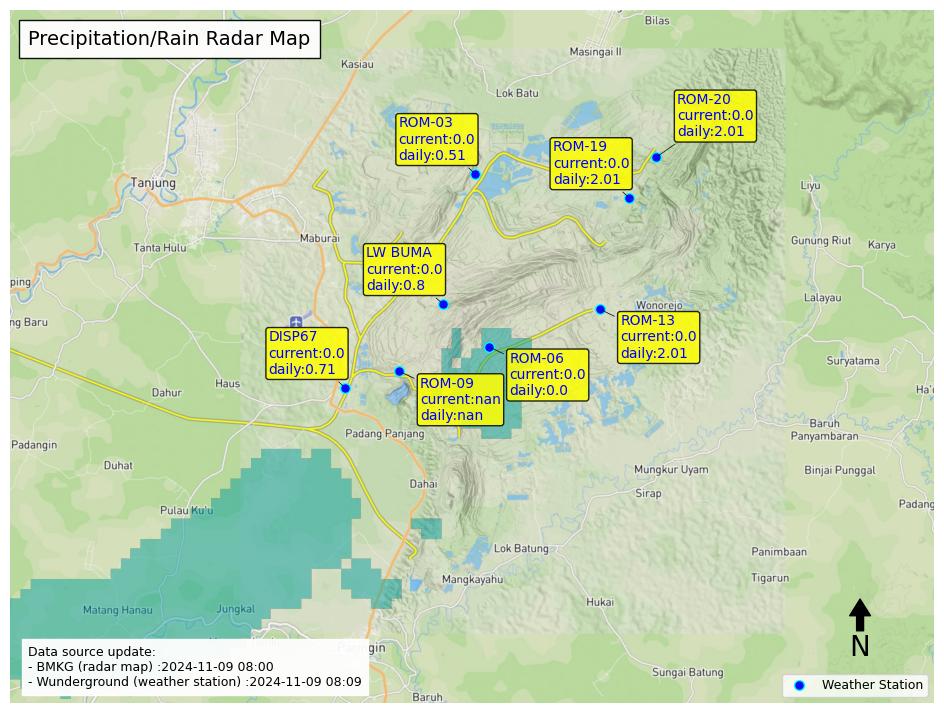 Precipitation/Rain Radar Map
Bilas
Masingai II
Kasiau
Lok Batu
ROM-20
current:0.0
daily:2.01
ROM-03
current:0.0
daily:0.51
ROM-19
current:0.0
daily:2.01
Tanjung
Liyu
Maburai
Tanta Hulu
Gunung Riut
Karya
LW BUMA
current:0.0
daily:0.8
ping
Lalayau
Wonorejo
ng Baru
ROM-13
current:0.0
daily:2.01
DISP67
current:0.0
daily:0.71
ROM-06
current:0.0
daily:0.0
ROM-09
current:nan
daily:nan
Haus
Dahur
Ha'o
Baruh
Panyambaran
Padang Panjang
Padangin
Duhat
Mungkur Uyam
Binjai Punggal
Dahai
Sirap
Pulau Ku'u
Padang
Lok Batung
Panimbaan
Mangkayahu
Tigarun
Matang Hanau
Jungkal
Hukai
N
Sungai Batung
Baruh
Data source update:
- BMKG (radar map) :2024-11-09 08:00
- Wunderground (weather station) :2024-11-09 08:09
Weather Station